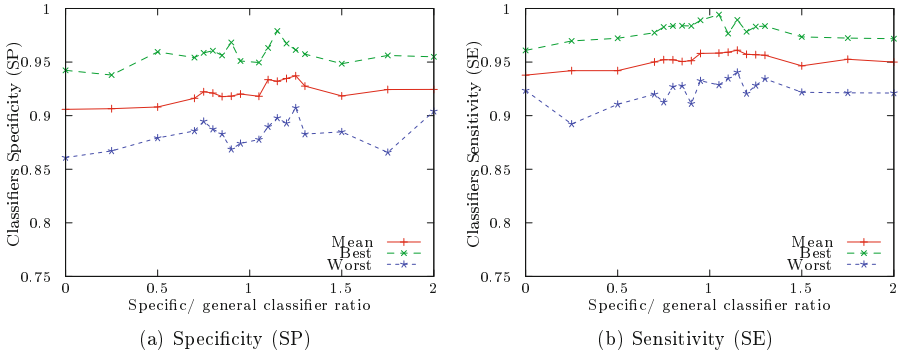 1
0.95
0.9
0.85
0.8
0.75
Classifiers Specificity (SP)
Mean
Best
Worst
0 0.5 1 1.5 2
Specific/ general classifier ratio
(a) Specificity (SP)
1
0.95
0.9
0.85
0.8
0.75
Classifiers Sensitivity (SE)
Mean
Best
Worst
0 0.5 1 1.5 2
Specific/ general classifier ratio
(b) Sensitivity (SE)